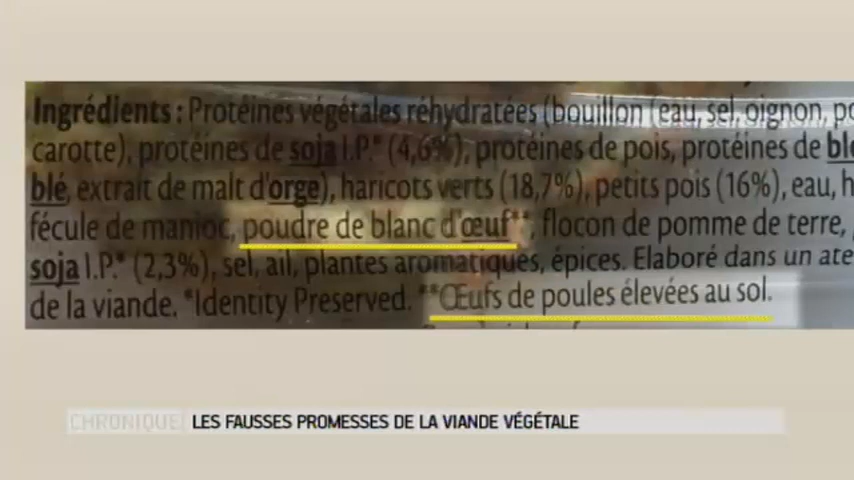 Ingrédients : Protéines végétales réhydratées (bouillon (eau, sel, oignon, po
carotte), protéines de soja I.P.* (4,6%), protéines de pois, protéines de blé
blé, extrait de malt d'orge), haricots verts (18,7%), petits pois (16%), eau, h
fécule de manioc, poudre de blanc d'œuf**, flocon de pomme de terre,
soja I.P.* (2,3%), sel, ail, plantes aromatiques, épices. Elaboré dans un ate
de la viande. *Identity Preserved. **Œufs de poules élevées au sol.
CHRONIQUE LES FAUSSES PROMESSES DE LA VIANDE VÉGÉTALE